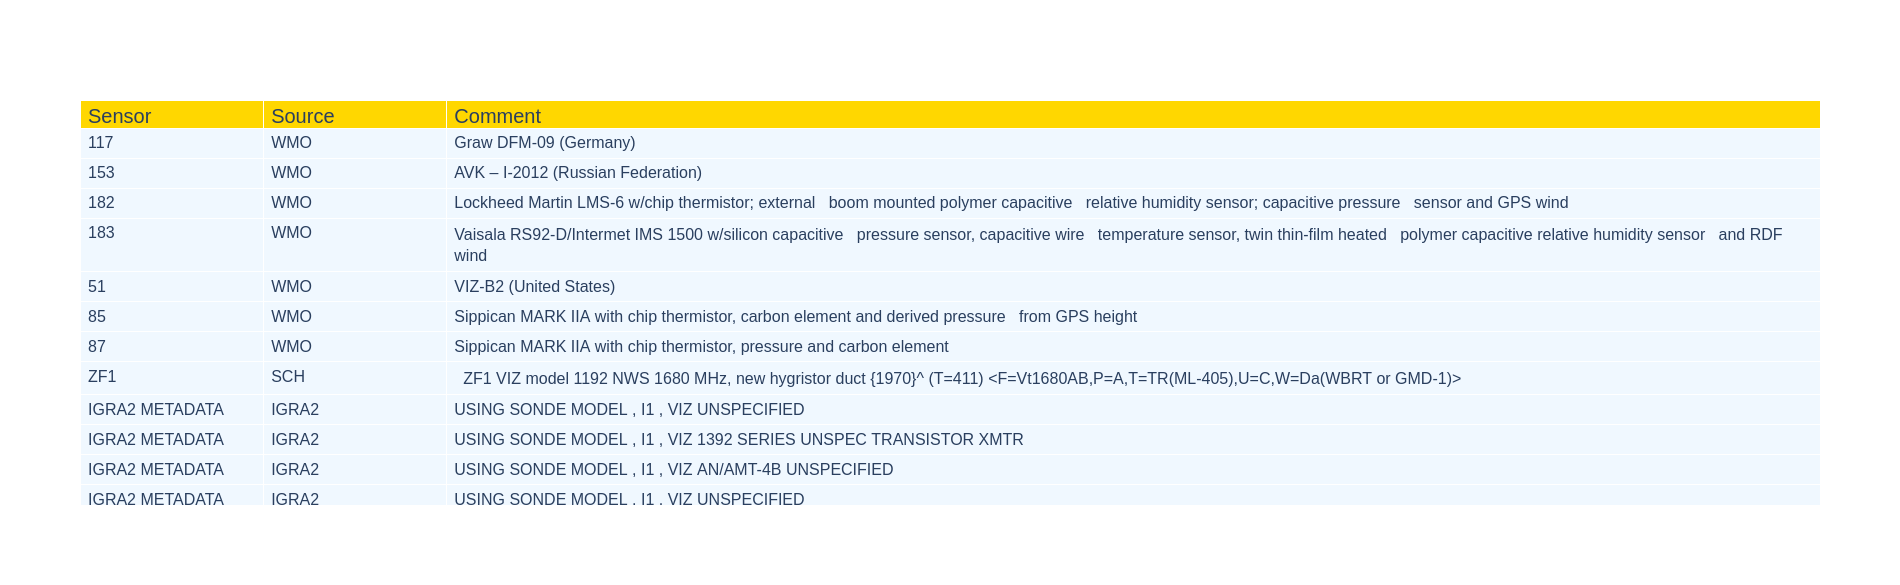 Sensor Source Comment
117 WMO Graw DFM-09 (Germany)
153 WMO AVK – I-2012 (Russian Federation)
182 WMO Lockheed Martin LMS-6 w/chip thermistor; external boom mounted polymer capacitive relative humidity sensor; capacitive pressure sensor and GPS wind
183 WMO Vaisala RS92-D/Intermet IMS 1500 w/silicon capacitive pressure sensor, capacitive wire temperature sensor, twin thin-film heated polymer capacitive relative humidity sensor and RDF
wind
51 WMO VIZ-B2 (United States)
85 WMO Sippican MARK IIA with chip thermistor, carbon element and derived pressure from GPS height
87 WMO Sippican MARK IIA with chip thermistor, pressure and carbon element
ZF1 SCH ZF1 VIZ model 1192 NWS 1680 MHz, new hygristor duct {1970}^ (T=411) <F=Vt1680AB,P=A,T=TR(ML-405),U=C,W=Da(WBRT or GMD-1)>
IGRA2 METADATA IGRA2 USING SONDE MODEL , I1 , VIZ UNSPECIFIED
IGRA2 METADATA IGRA2 USING SONDE MODEL , I1 , VIZ 1392 SERIES UNSPEC TRANSISTOR XMTR
IGRA2 METADATA IGRA2 USING SONDE MODEL , I1 , VIZ AN/AMT-4B UNSPECIFIED
IGRA2 METADATA IGRA2 USING SONDE MODEL , I1 , VIZ UNSPECIFIED